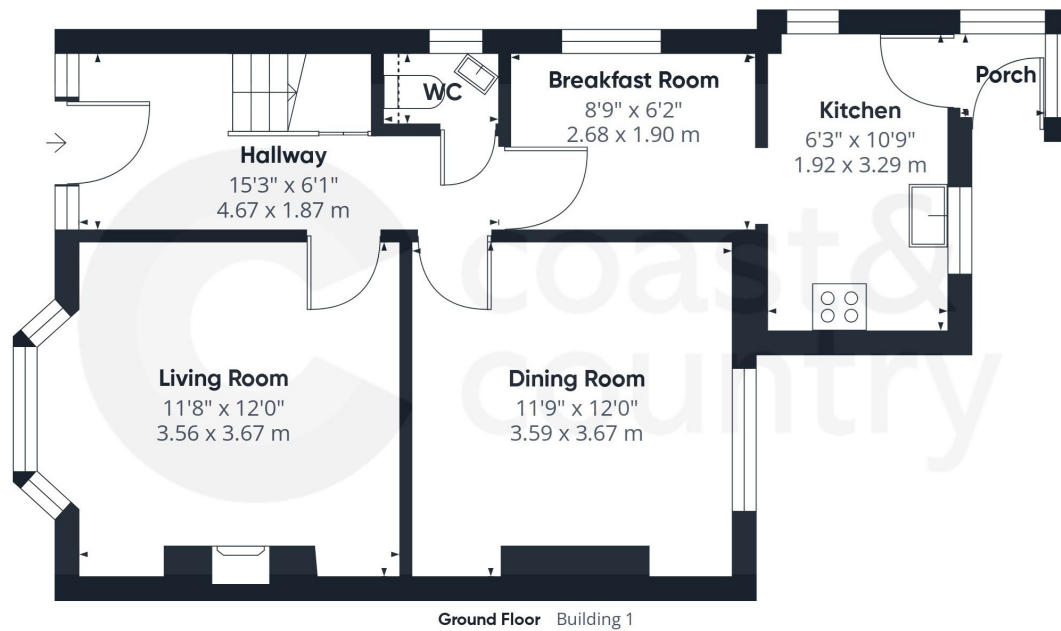 Porch
Breakfast Room
8'9" x 6'2"
2.68 x 1.90 m
WC
Kitchen
6'3" x 10'9"
1.92 x 3.29 m
Hallway
15'3" x 6'1"
4.67 x 1.87 m
coast &
country
Living Room
11'8" x 12'0"
3.56 x 3.67 m
Dining Room
11'9" x 12'0"
3.59 x 3.67 m
Ground Floor Building 1